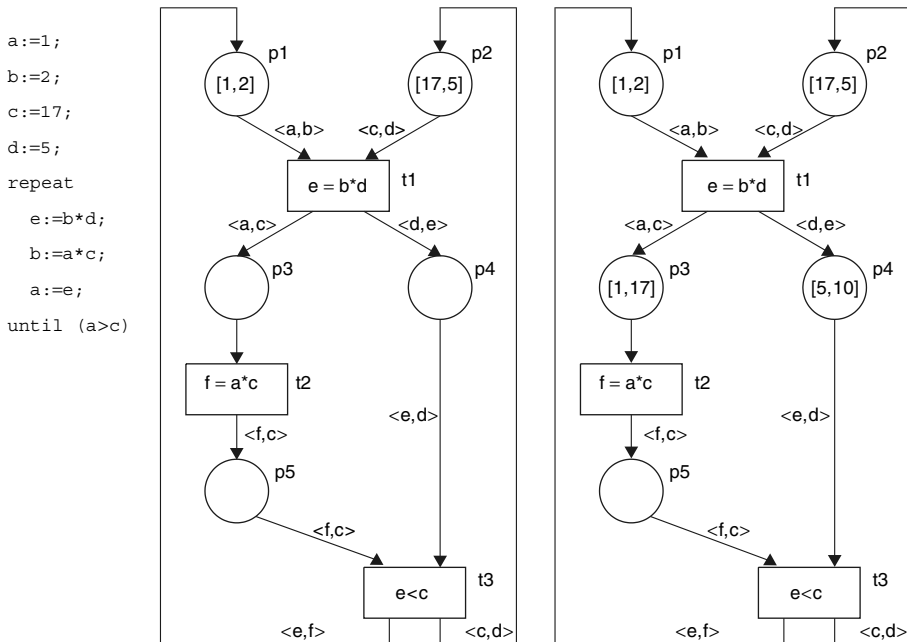 a:=1;
b:=2;
c:=17;
d:=5;
repeat
e:=b*d;
b:=a*c;
a:=e;
until (a>c)
p1
p2
[1,2]
[17,5]
<a,b>
<c,d>
e = b*d
t1
<a,c>
<d,e>
p3
p4
f = a*c
t2
<e,d>
<f,c>
p5
<f,c>
e<c
t3
<e,f>
<c,d>
p1
p2
[1,2]
[17,5]
<a,b>
<c,d>
e = b*d
t1
<a,c>
<d,e>
p3
p4
[1,17]
[5,10]
f = a*c
t2
<e,d>
<f,c>
p5
<f,c>
e<c
t3
<e,f>
<c,d>